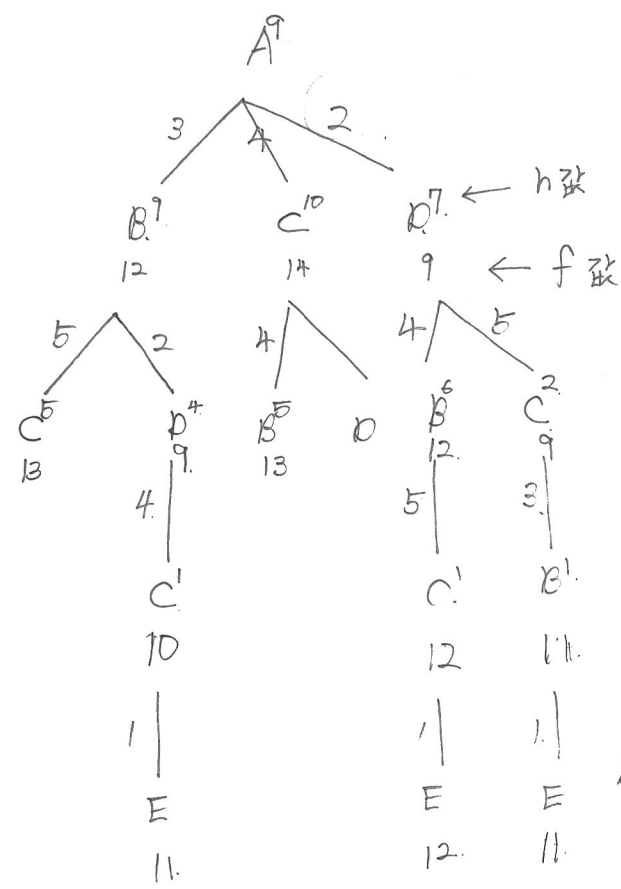 A⁹
3 4 2
B⁹ C¹⁰ D⁷ ← h값
12 14 9 ← f 값
5 2 4 4 5
C⁵ D⁴ B⁵ D B⁶ C²
13 9 13 12 9
4 5 3
C¹ C¹ B¹
10 12 11
1 1 1
E E E
11 12 11